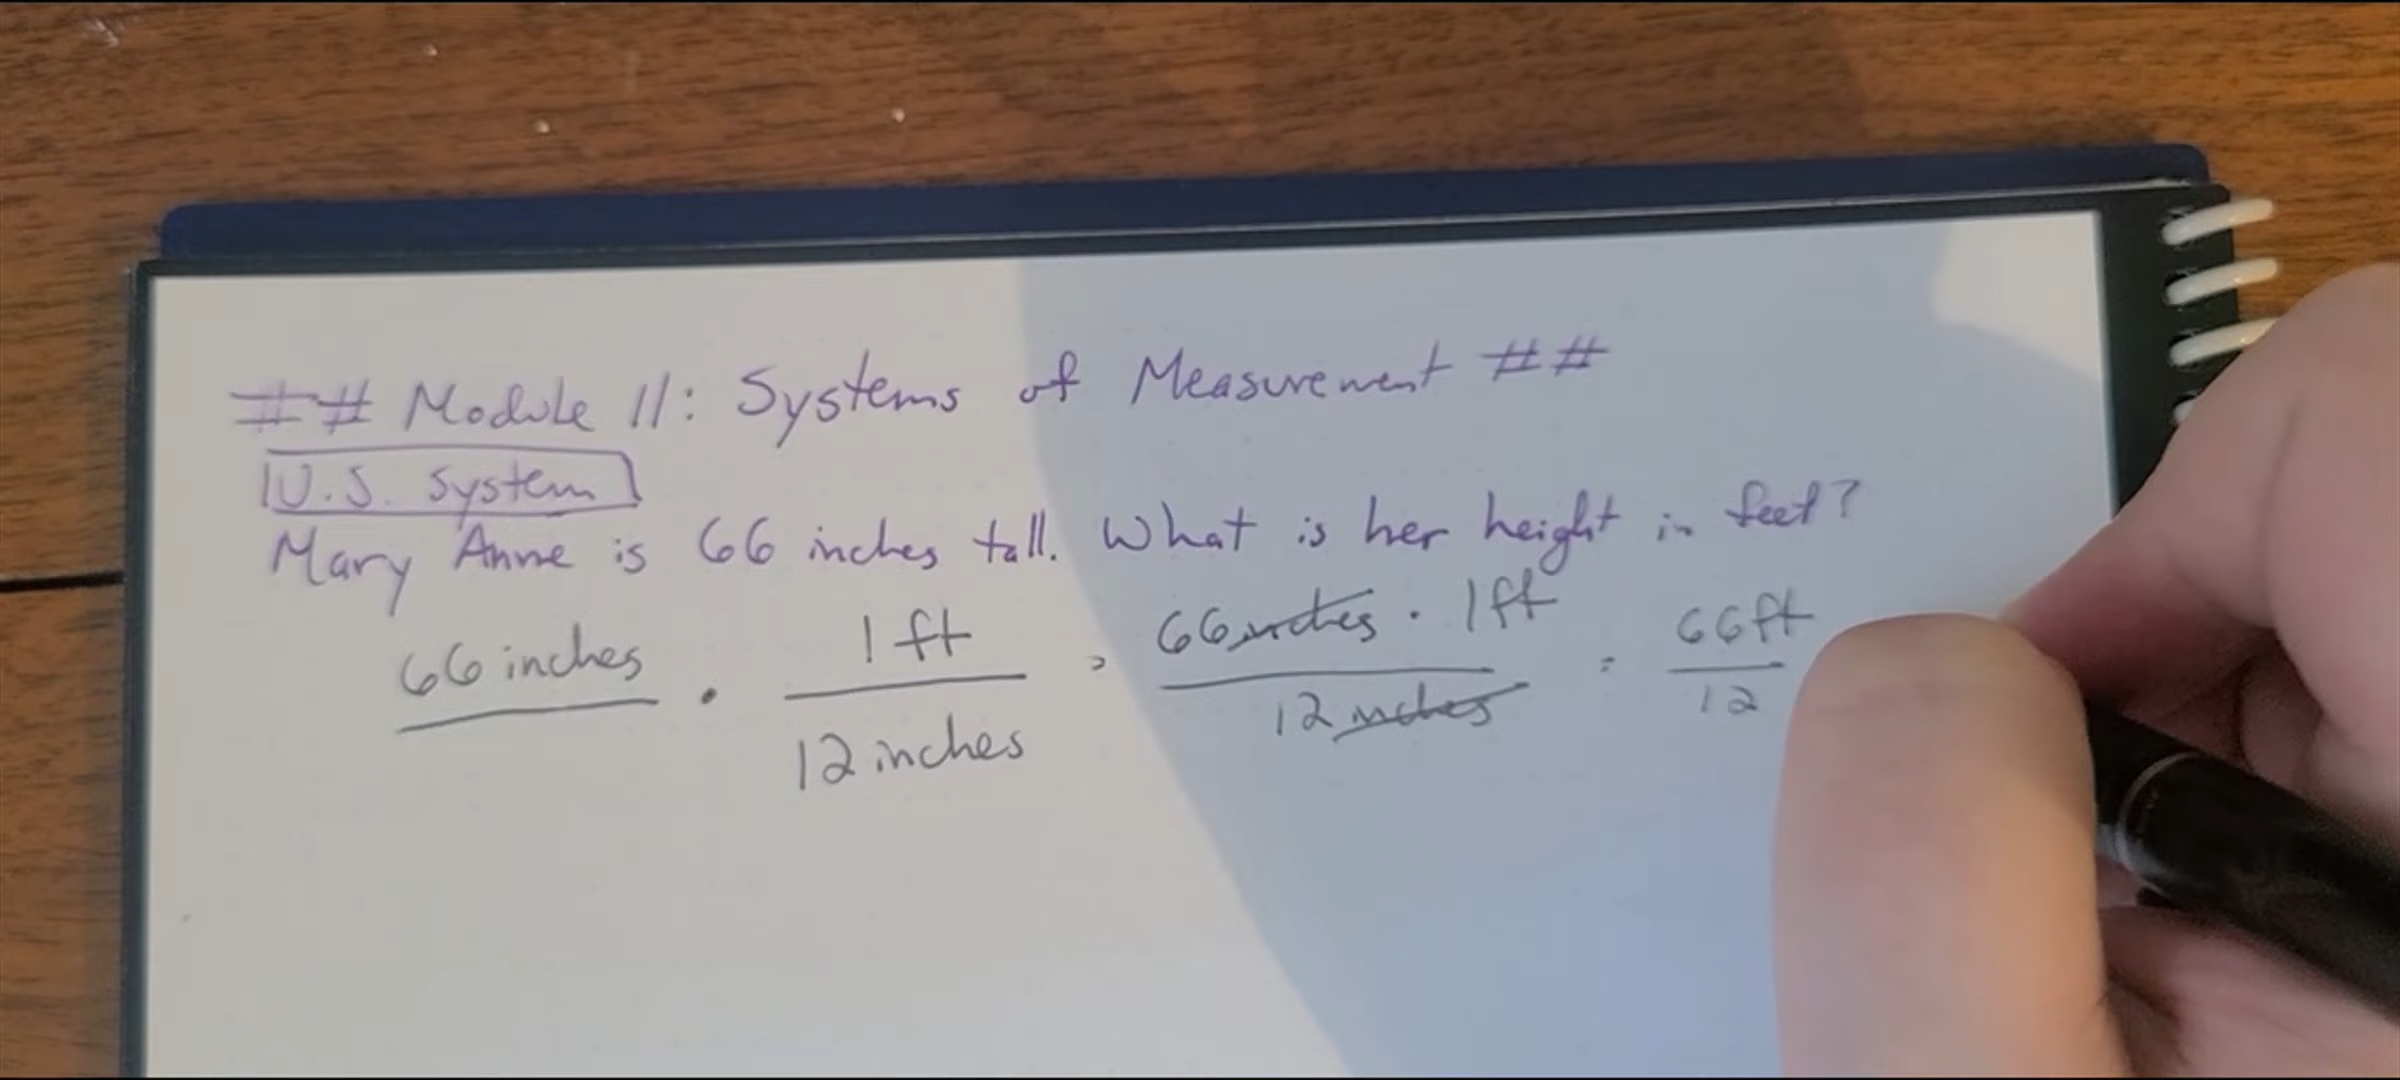 ## Module 11: Systems of Measurement ##
U.S. System
Mary Anne is 66 inches tall. What is her height in feet?
66 inches · 1 ft = 66 inches · 1 ft = 66 ft
12 inches 12 inches 12